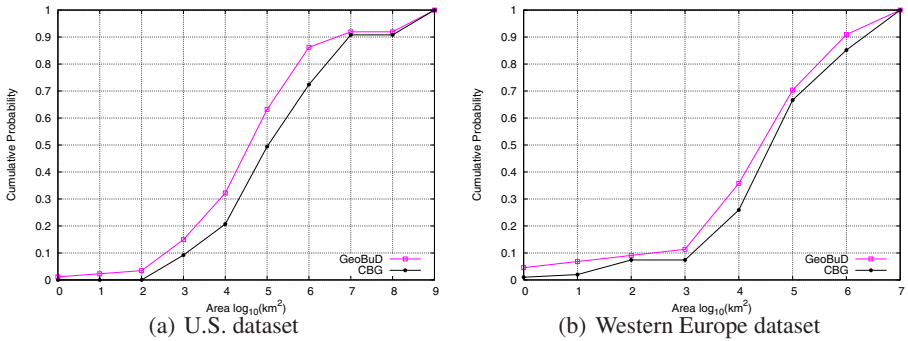 1
0.9
0.8
0.7
0.6
0.5
0.4
0.3
0.2
0.1
0
Cumulative Probability
GeoBuD
CBG
0 1 2 3 4 5 6 7 8 9
Area log10(km²)
(a) U.S. dataset
1
0.9
0.8
0.7
0.6
0.5
0.4
0.3
0.2
0.1
0
Cumulative Probability
GeoBuD
CBG
0 1 2 3 4 5 6 7
Area log10(km²)
(b) Western Europe dataset